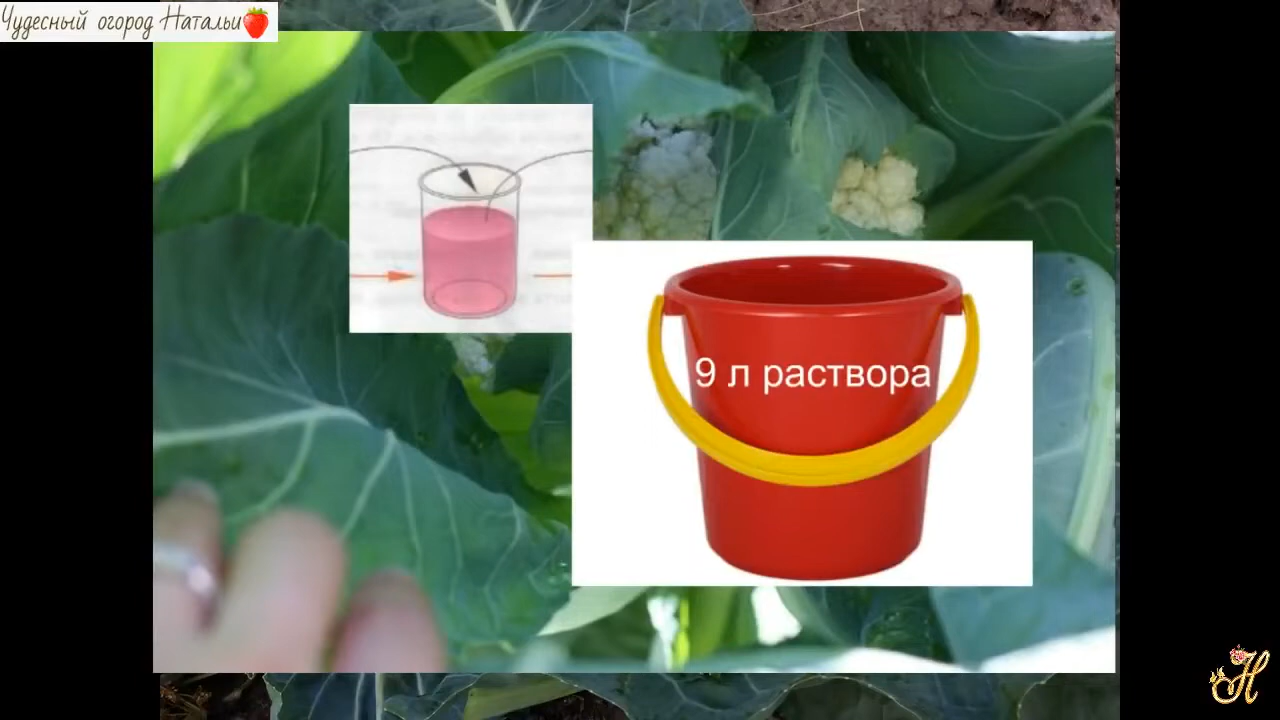 Чудесный огород Натальи
9 л раствора
Н